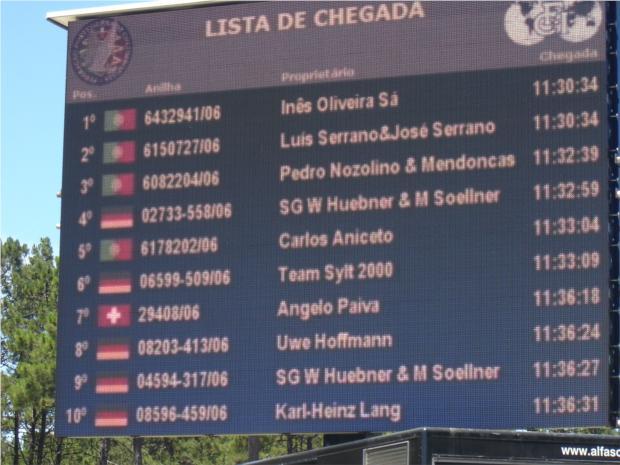 LISTA DE CHEGADA
Pos. Anilha Proprietário Chegada
1º 6432941/06 Inês Oliveira Sá 11:30:34
2º 6150727/06 Luís Serrano&José Serrano 11:30:34
3º 6082204/06 Pedro Nozolino & Mendoncas 11:32:39
4º 02733-558/06 SG W Huebner & M Soellner 11:32:59
5º 6178202/06 Carlos Aniceto 11:33:04
6º 06599-509/06 Team Sylt 2000 11:33:09
7º 29408/06 Angelo Paiva 11:36:18
8º 08203-413/06 Uwe Hoffmann 11:36:24
9º 04594-317/06 SG W Huebner & M Soellner 11:36:27
10º 08596-459/06 Karl-Heinz Lang 11:36:31